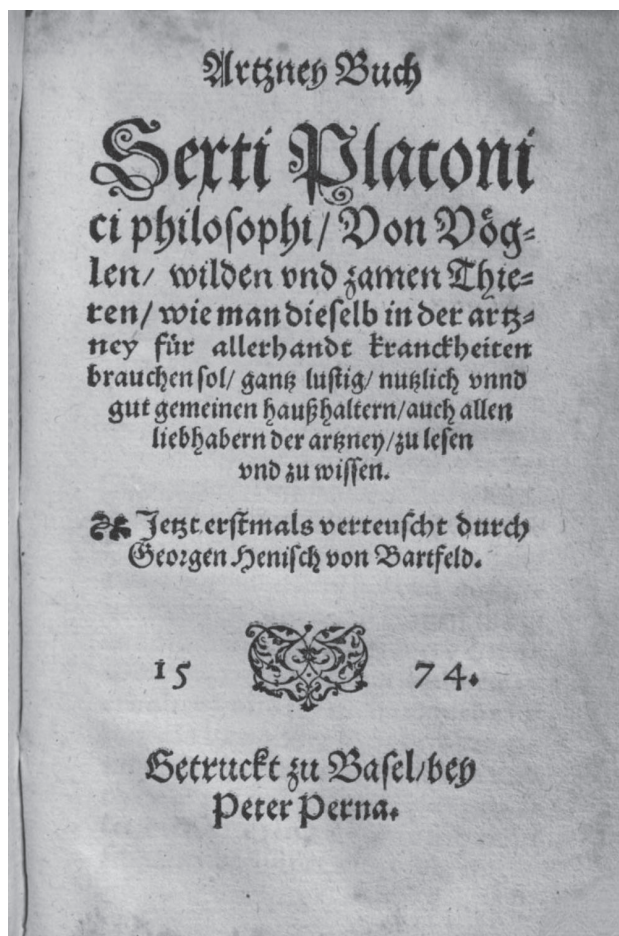 Artzney Buch
Sexti Platoni
ci philosophi/ Von Vög⸗
len/ wilden vnd zamen Thie⸗
ren/ wie man dieselb in der artz⸗
ney für allerhandt kranckheiten
brauchen sol/ gantz lustig/ nutzlich vnnd
gut gemeinen haußhaltern/ auch allen
liebhabern der artzney/ zu lesen
vnd zu wissen.
Jetzt erstmals verteuscht durch
Georgen Henisch von Bartfeld.
15 74.
Getruckt zu Basel/ bey
Peter Perna.